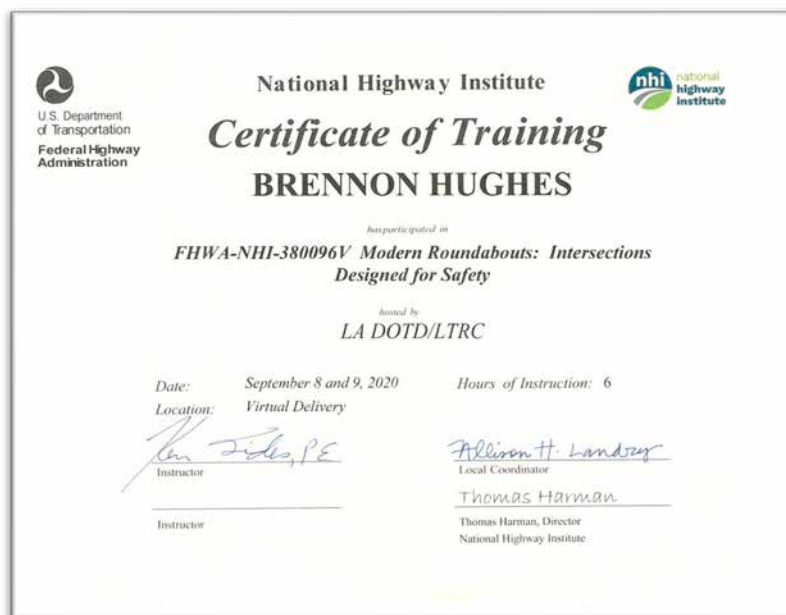 U.S. Department
of Transportation
Federal Highway
Administration
National Highway Institute
nhi national
highway
institute
Certificate of Training
BRENNON HUGHES
has participated in
FHWA-NHI-380096V Modern Roundabouts: Intersections
Designed for Safety
hosted by
LA DOTD/LTRC
Date: September 8 and 9, 2020 Hours of Instruction: 6
Location: Virtual Delivery
Ken Sides, PE
Instructor
Allison H. Landry
Local Coordinator
Thomas Harman
Instructor
Thomas Harman, Director
National Highway Institute